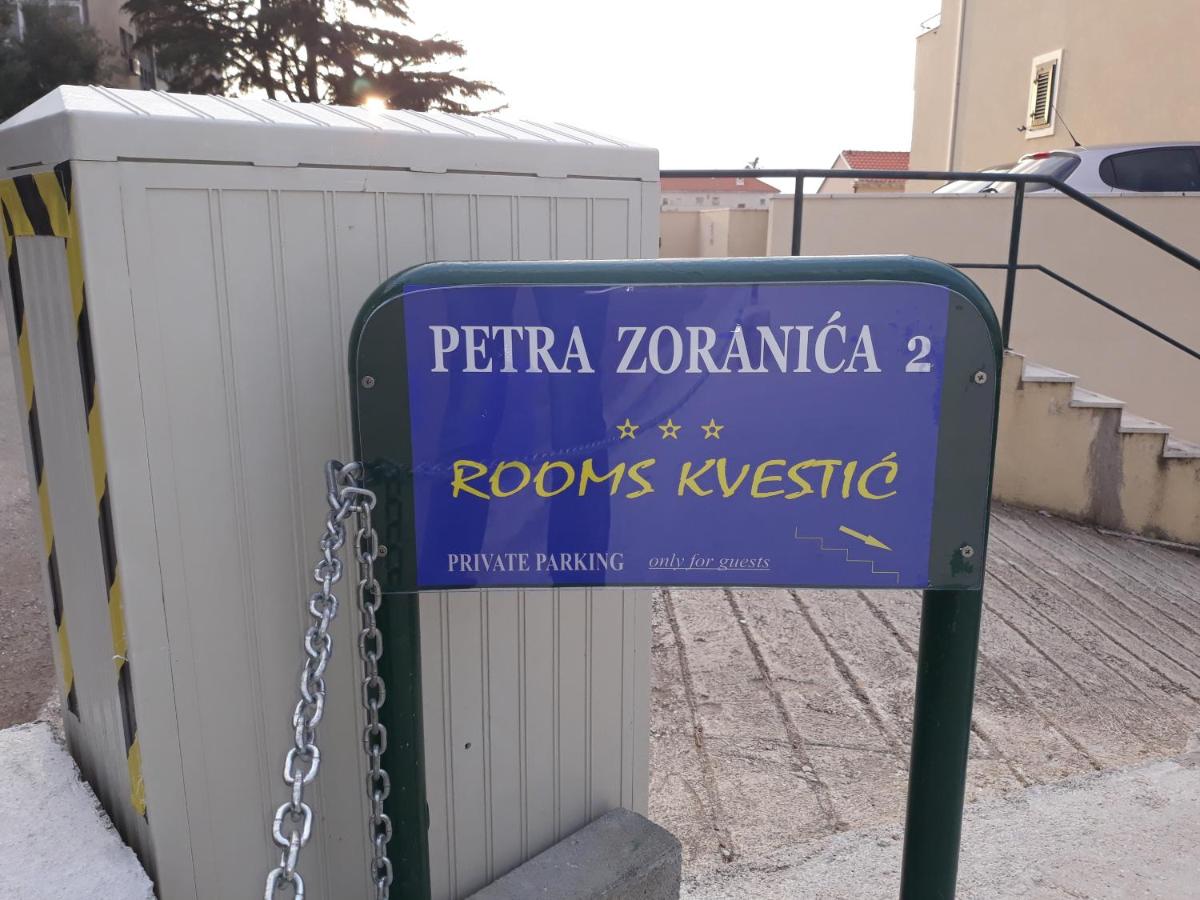 PETRA ZORANIĆA 2
ROOMS KVESTIĆ
PRIVATE PARKING only for guests